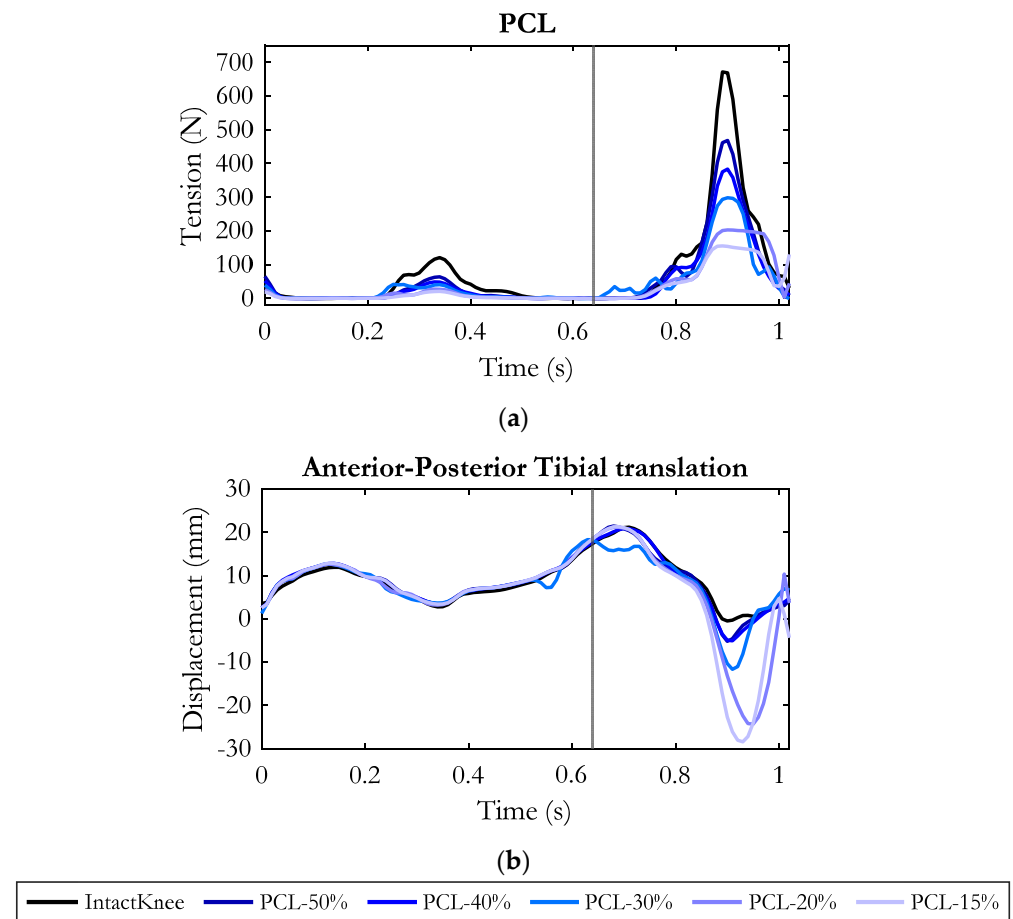 PCL
700
600
500
400
300
200
100
0
Tension (N)
0 0.2 0.4 0.6 0.8 1
Time (s)
(a)
Anterior-Posterior Tibial translation
30
20
10
0
-10
-20
-30
Displacement (mm)
0 0.2 0.4 0.6 0.8 1
Time (s)
(b)
IntactKnee PCL-50% PCL-40% PCL-30% PCL-20% PCL-15%